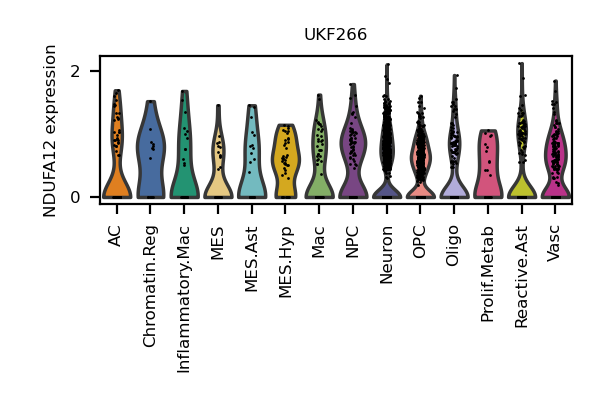 UKF266
NDUFA12 expression
2
0
AC
Chromatin.Reg
Inflammatory.Mac
MES
MES.Ast
MES.Hyp
Mac
NPC
Neuron
OPC
Oligo
Prolif.Metab
Reactive.Ast
Vasc